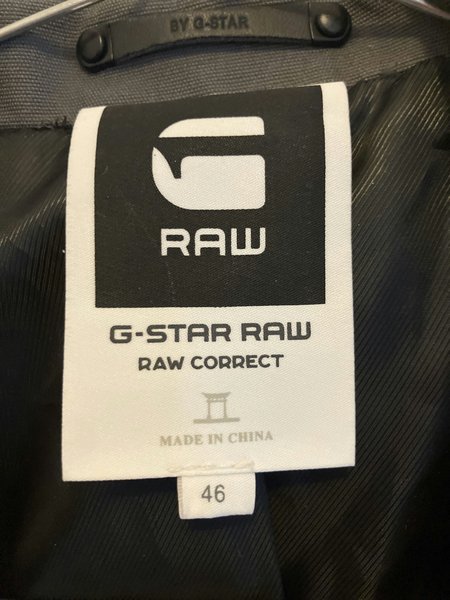 BY G-STAR
RAW
G-STAR RAW
RAW CORRECT
MADE IN CHINA
46